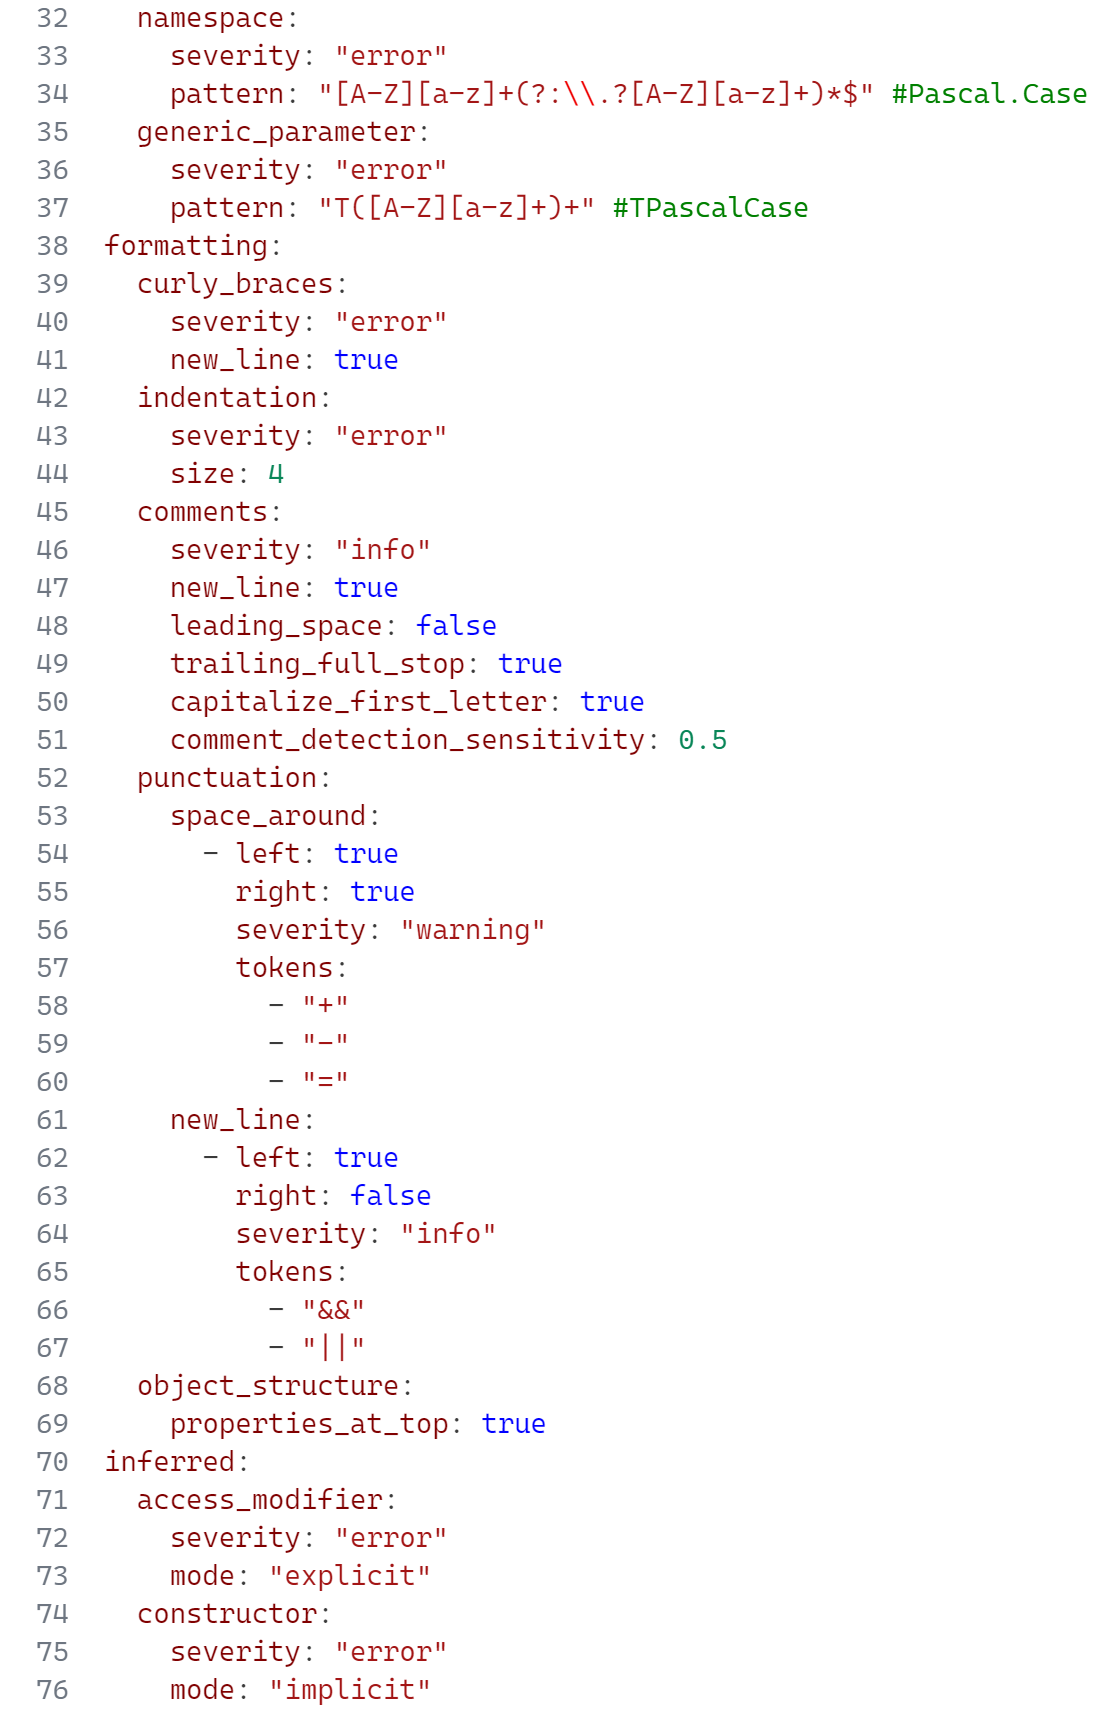 32    namespace:
33      severity: "error"
34      pattern: "[A-Z][a-z]+(?:\\.?[A-Z][a-z]+)*$" #Pascal.Case
35    generic_parameter:
36      severity: "error"
37      pattern: "T([A-Z][a-z]+)+" #TPascalCase
38  formatting:
39    curly_braces:
40      severity: "error"
41      new_line: true
42    indentation:
43      severity: "error"
44      size: 4
45    comments:
46      severity: "info"
47      new_line: true
48      leading_space: false
49      trailing_full_stop: true
50      capitalize_first_letter: true
51      comment_detection_sensitivity: 0.5
52    punctuation:
53      space_around:
54        - left: true
55          right: true
56          severity: "warning"
57          tokens:
58            - "+"
59            - "-"
60            - "="
61      new_line:
62        - left: true
63          right: false
64          severity: "info"
65          tokens:
66            - "&&"
67            - "||"
68    object_structure:
69      properties_at_top: true
70  inferred:
71    access_modifier:
72      severity: "error"
73      mode: "explicit"
74    constructor:
75      severity: "error"
76      mode: "implicit"